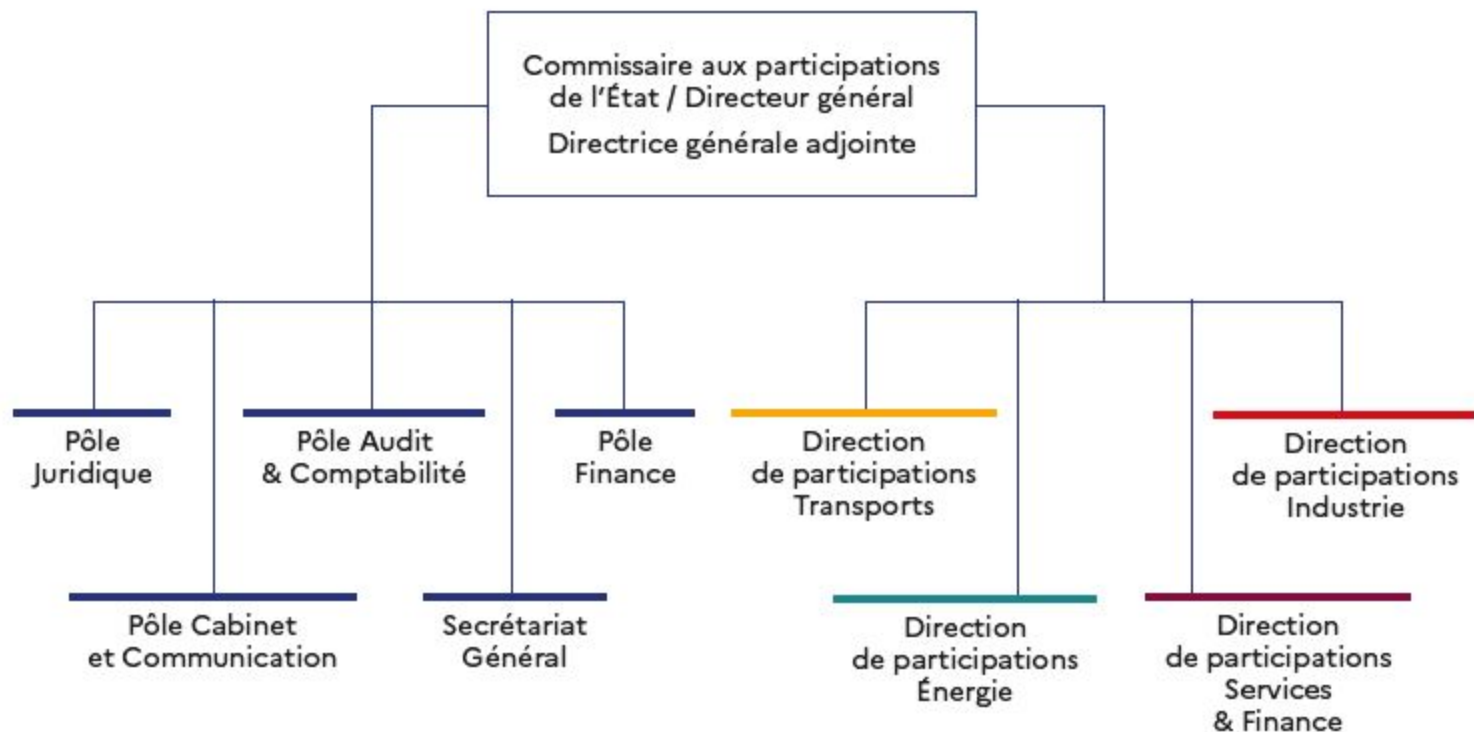 Commissaire aux participations
de l'État / Directeur général
Directrice générale adjointe
Pôle
Juridique
Pôle Audit
& Comptabilité
Pôle
Finance
Direction
de participations
Transports
Direction
de participations
Industrie
Pôle Cabinet
et Communication
Secrétariat
Général
Direction
de participations
Énergie
Direction
de participations
Services
& Finance